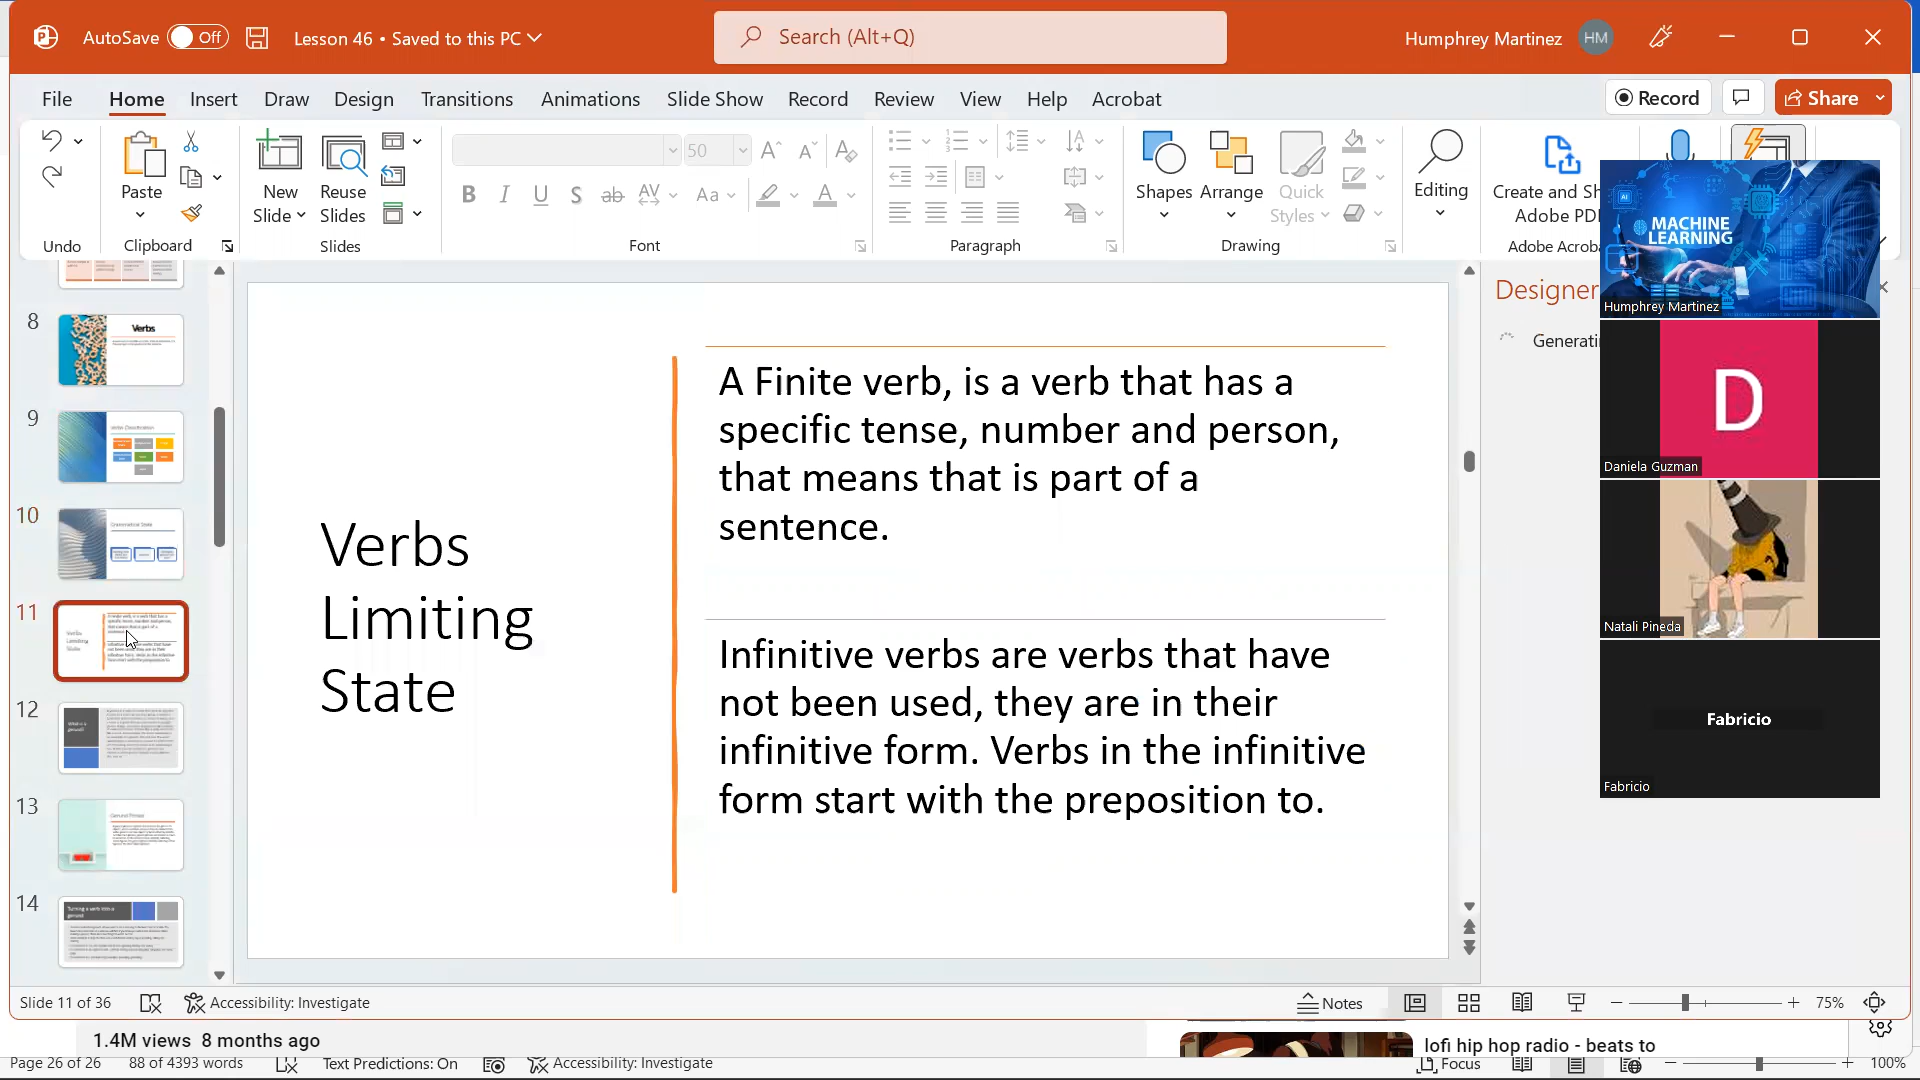 AutoSave Off Lesson 46 • Saved to this PC Search (Alt+Q) Humphrey Martinez HM
File Home Insert Draw Design Transitions Animations Slide Show Record Review View Help Acrobat Record Share
Paste New Slide Reuse Slides 50 Shapes Arrange Quick Styles Editing Create and Sh Adobe PDF
Undo Clipboard Slides Font Paragraph Drawing Adobe Acroba
MACHINE
LEARNING
Humphrey Martinez
Designer
Generati
8
Verbs
9
10
11
12
13
14
Verbs
Limiting
State
A Finite verb, is a verb that has a
specific tense, number and person,
that means that is part of a
sentence.
Infinitive verbs are verbs that have
not been used, they are in their
infinitive form. Verbs in the infinitive
form start with the preposition to.
D
Daniela Guzman
Natali Pineda
Fabricio
Fabricio
Slide 11 of 36 Accessibility: Investigate Notes 75%
1.4M views 8 months ago
lofi hip hop radio - beats to
Page 26 of 26 88 of 4393 words Text Predictions: On Accessibility: Investigate Focus 100%